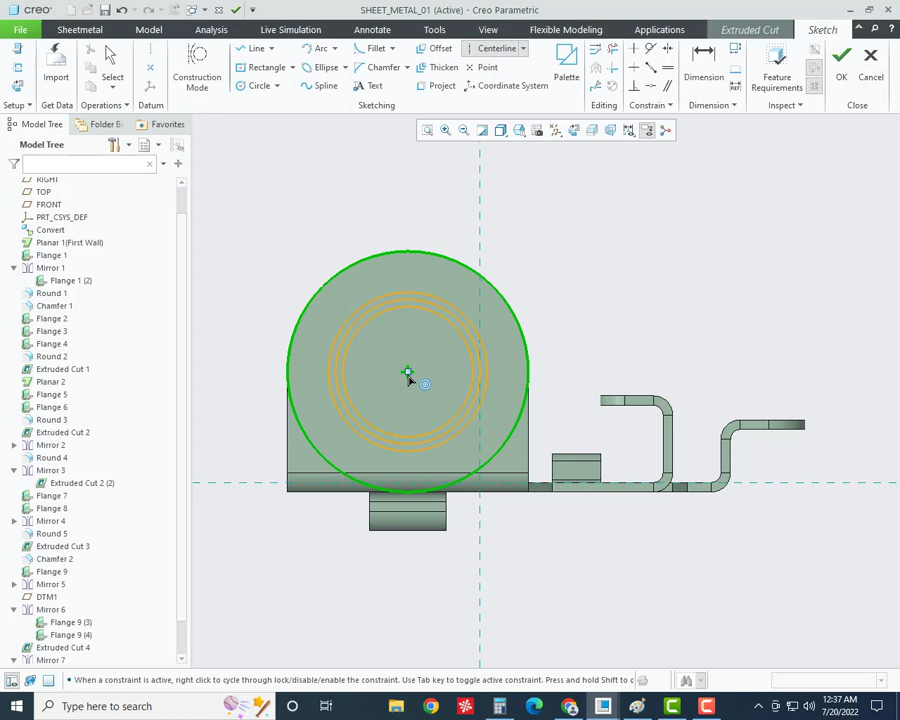 creo
SHEET_METAL_01 (Active) - Creo Parametric
File
Sheetmetal
Model
Analysis
Live Simulation
Annotate
Tools
View
Flexible Modeling
Applications
Extruded Cut
Sketch
Import
Select
Construction Mode
Line
Arc
Fillet
Offset
Centerline
Rectangle
Ellipse
Chamfer
Thicken
Point
Circle
Spline
Text
Project
Coordinate System
Palette
Dimension
Feature Requirements
OK
Cancel
Setup
Get Data
Operations
Datum
Sketching
Editing
Constrain
Dimension
Inspect
Close
Model Tree
Folder B
Favorites
Model Tree
RIGHT
TOP
FRONT
PRT_CSYS_DEF
Convert
Planar 1(First Wall)
Flange 1
Mirror 1
Flange 1 (2)
Round 1
Chamfer 1
Flange 2
Flange 3
Flange 4
Round 2
Extruded Cut 1
Planar 2
Flange 5
Flange 6
Round 3
Extruded Cut 2
Mirror 2
Round 4
Mirror 3
Extruded Cut 2 (2)
Flange 7
Flange 8
Mirror 4
Round 5
Extruded Cut 3
Chamfer 2
Flange 9
Mirror 5
DTM1
Mirror 6
Flange 9 (3)
Flange 9 (4)
Extruded Cut 4
Mirror 7
When a constraint is active, right click to cycle through lock/disable/enable the constraint. Use Tab key to toggle active constraint. Press and hold Shift to c
Type here to search
12:37 AM
7/20/2022